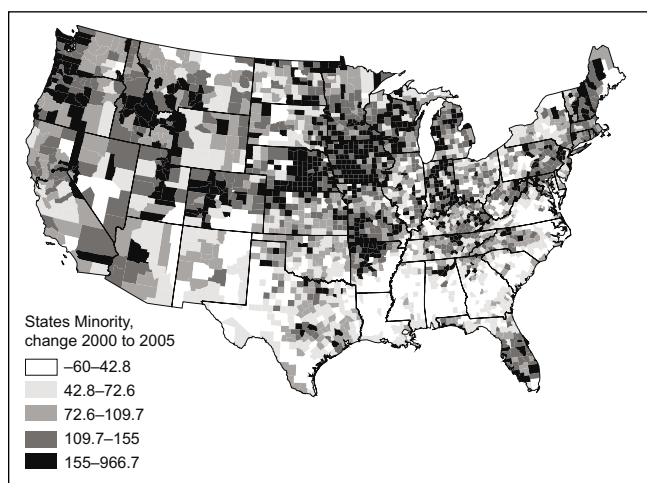 States Minority,
change 2000 to 2005
–60–42.8
42.8–72.6
72.6–109.7
109.7–155
155–966.7